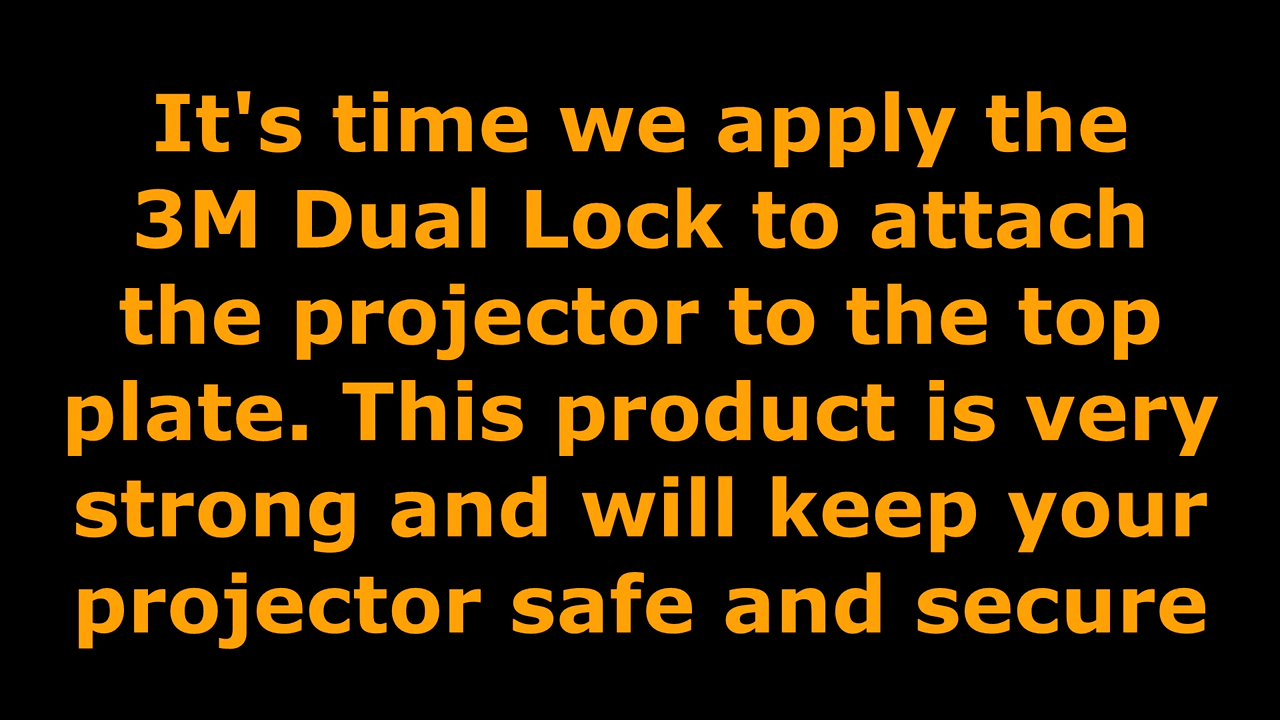 It's time we apply the
3M Dual Lock to attach
the projector to the top
plate. This product is very
strong and will keep your
projector safe and secure